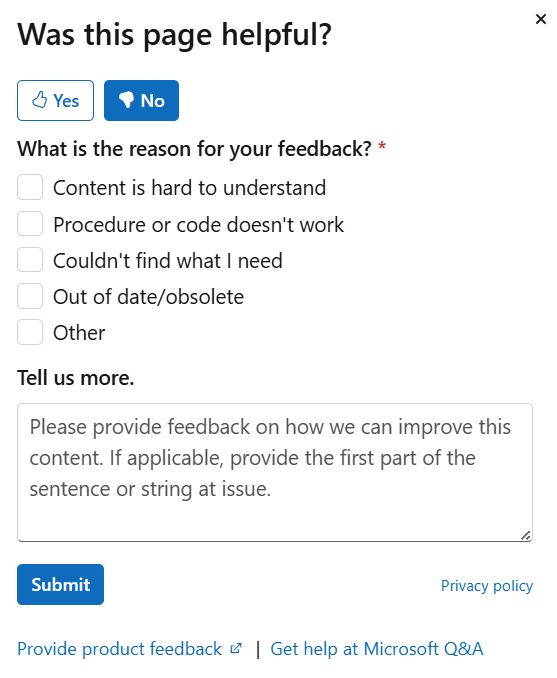 Was this page helpful?
Yes No
What is the reason for your feedback? *
Content is hard to understand
Procedure or code doesn't work
Couldn't find what I need
Out of date/obsolete
Other
Tell us more.
Please provide feedback on how we can improve this
content. If applicable, provide the first part of the
sentence or string at issue.
Submit Privacy policy
Provide product feedback | Get help at Microsoft Q&A